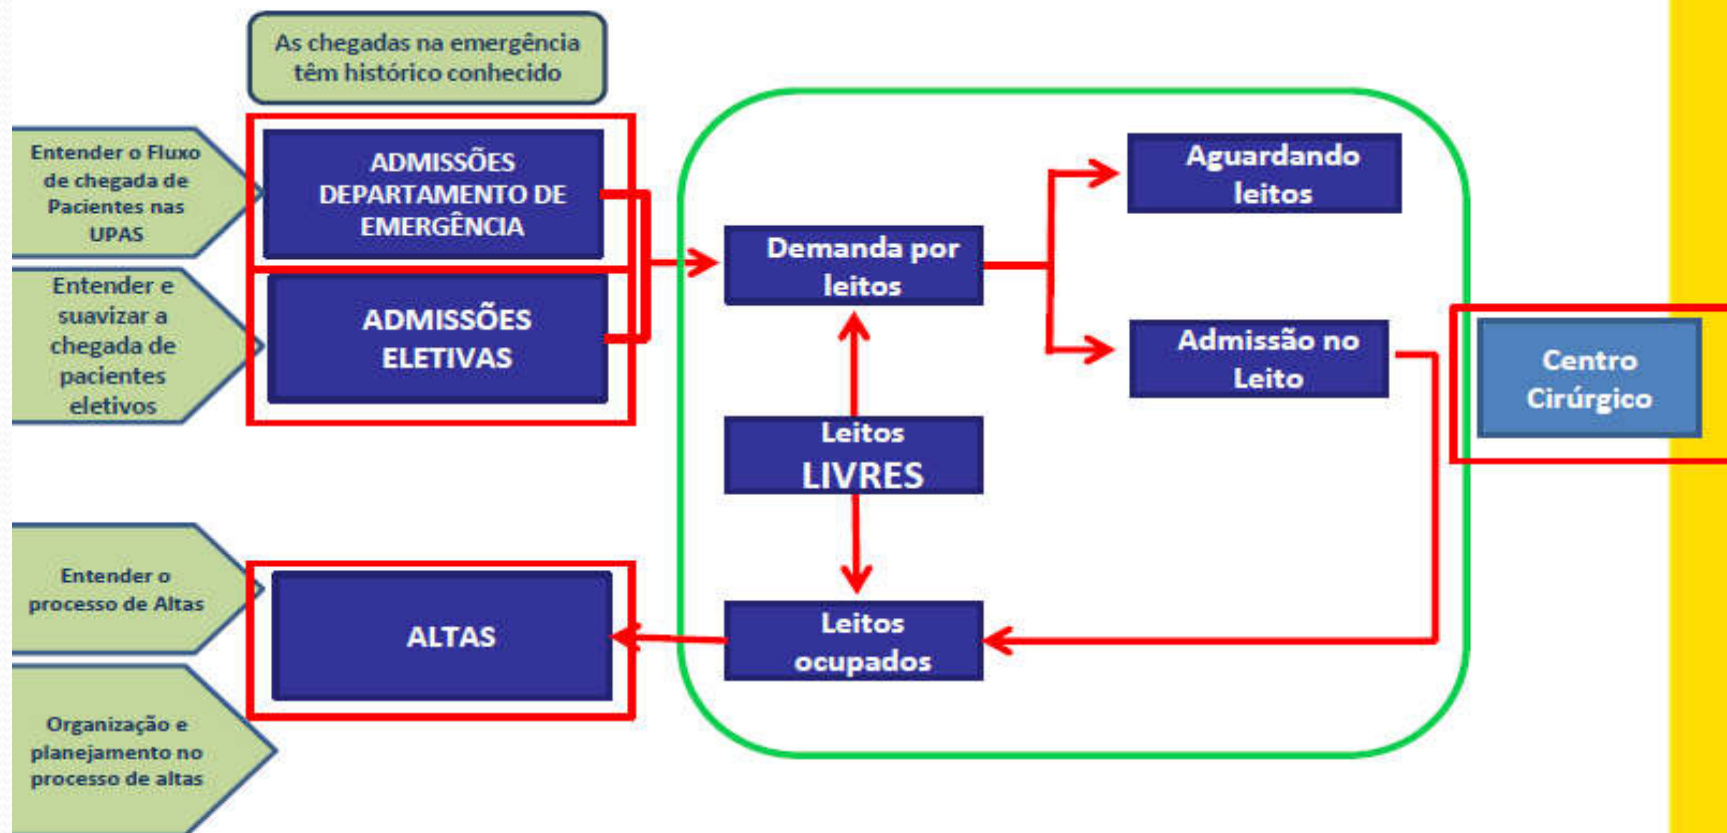 As chegadas na emergência
têm histórico conhecido
Entender o Fluxo
de chegada de
Pacientes nas
UPAS
ADMISSÕES
DEPARTAMENTO DE
EMERGÊNCIA
Entender e
suavizar a
chegada de
pacientes
eletivos
ADMISSÕES
ELETIVAS
Demanda por
leitos
Aguardando
leitos
Admissão no
Leito
Centro
Cirúrgico
Leitos
LIVRES
Entender o
processo de Altas
ALTAS
Leitos
ocupados
Organização e
planejamento no
processo de altas